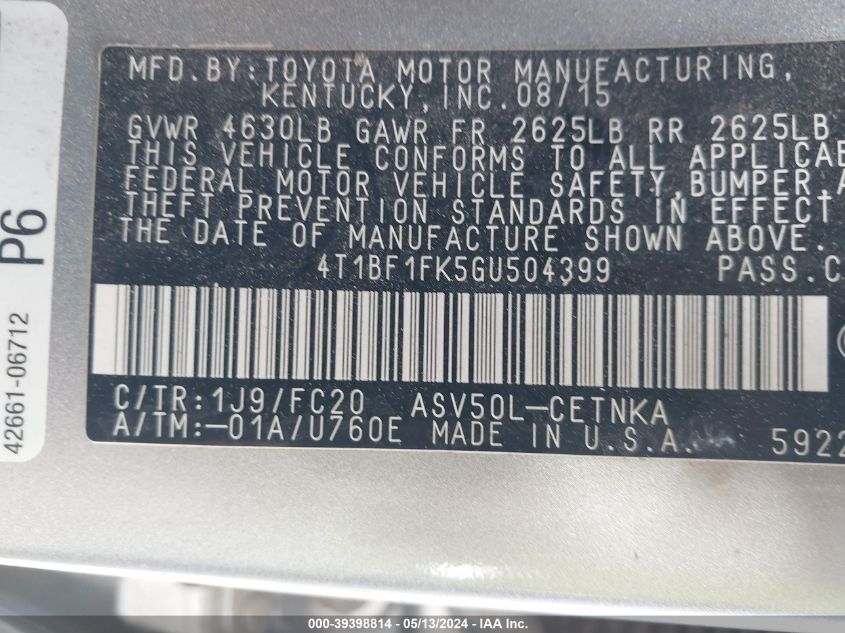 MFD.BY:TOYOTA MOTOR MANUFACTURING,
KENTUCKY,INC.08/15
GVWR 4630LB GAWR FR 2625LB RR 2625LB
THIS VEHICLE CONFORMS TO ALL APPLICAB
FEDERAL MOTOR VEHICLE SAFETY,BUMPER,A
THEFT PREVENTION STANDARDS IN EFFECT
THE DATE OF MANUFACTURE SHOWN ABOVE.
4T1BF1FK5GU504399 PASS.C
C/TR:1J9/FC20 ASV50L-CETNKA
A/TM:-01A/U760E MADE IN U.S.A. 5922
P6
42661-06712
000-39398814 - 05/13/2024 - IAA Inc.